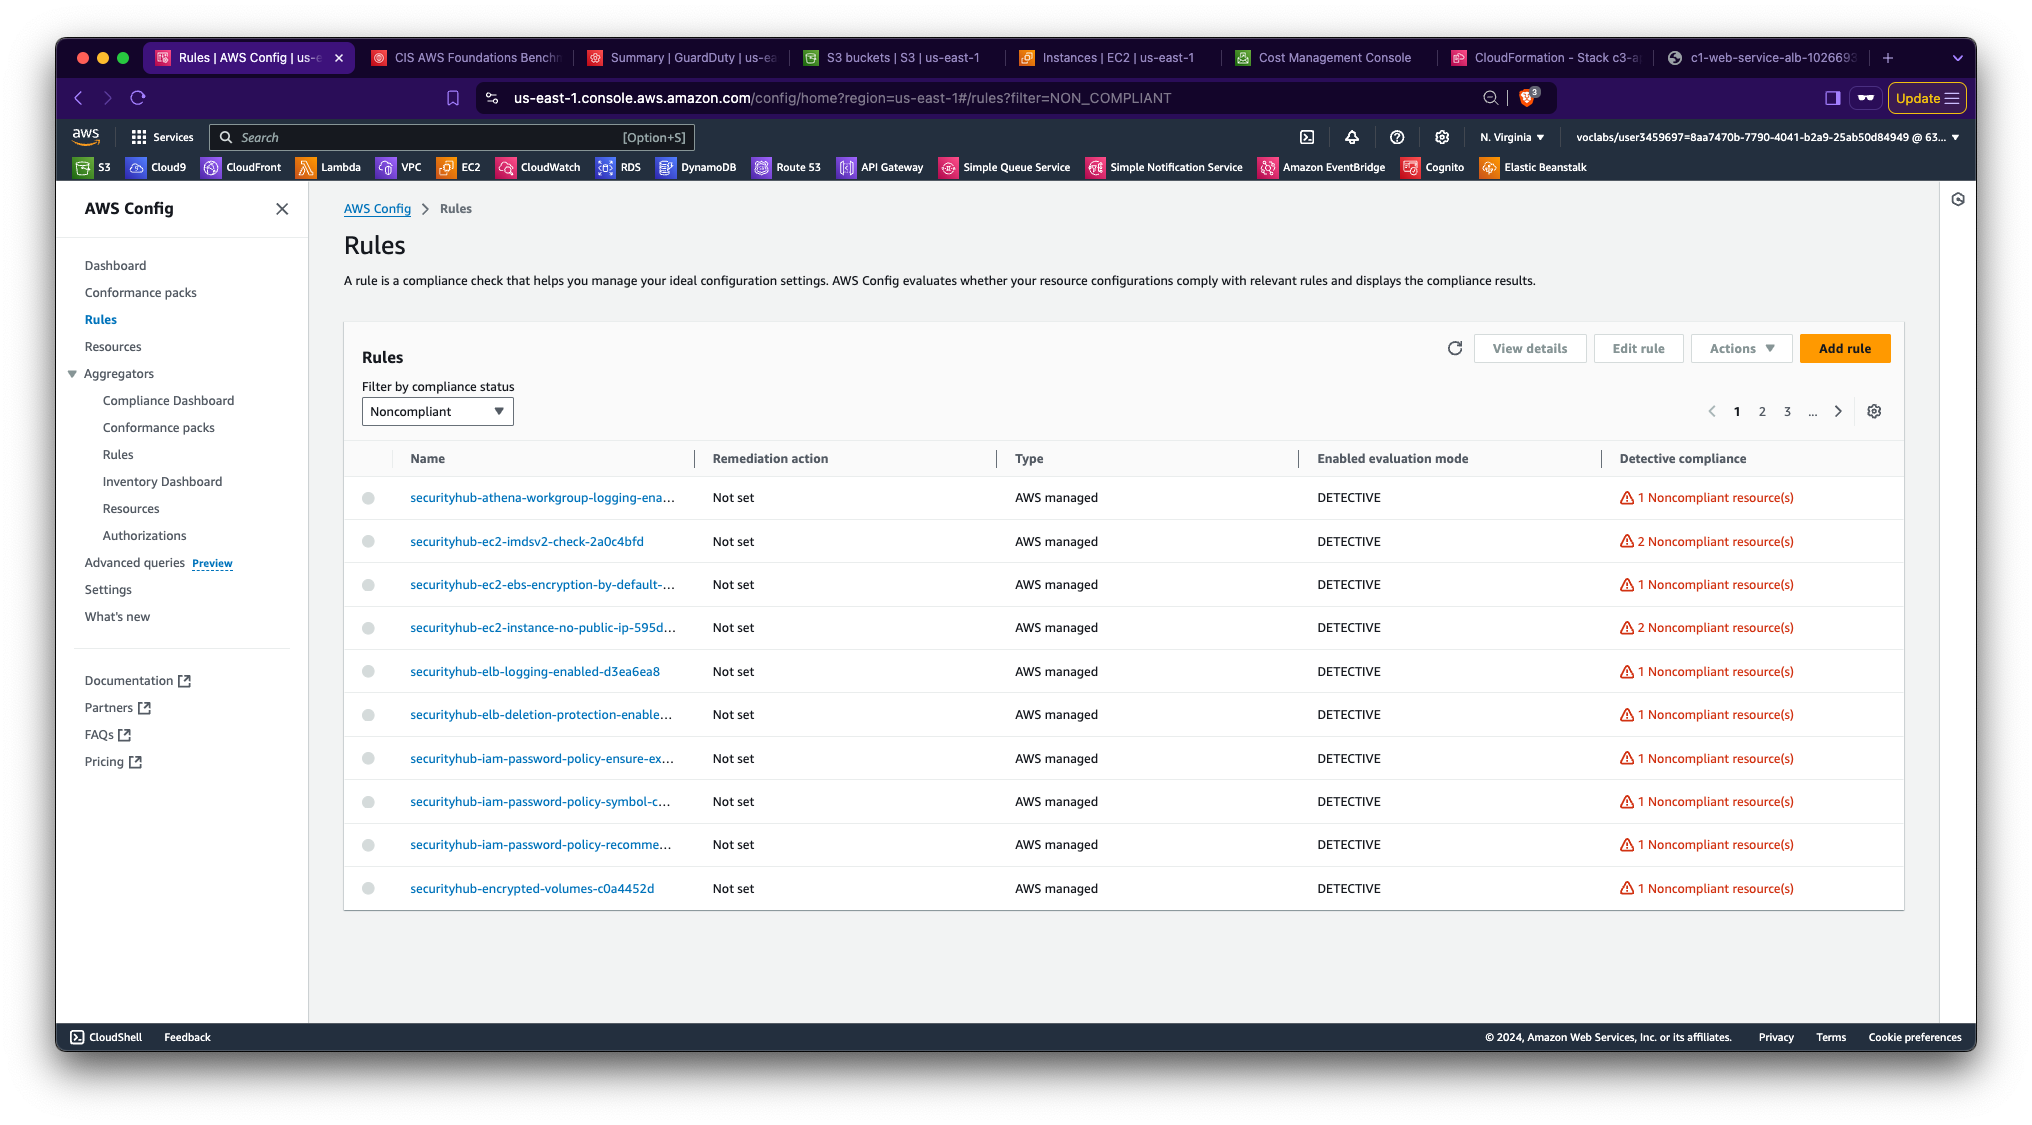 Rules | AWS Config | us-e
CIS AWS Foundations Benchm
Summary | GuardDuty | us-ea
S3 buckets | S3 | us-east-1
Instances | EC2 | us-east-1
Cost Management Console
CloudFormation - Stack c3-ap
c1-web-service-alb-1026693
us-east-1.console.aws.amazon.com/config/home?region=us-east-1#/rules?filter=NON_COMPLIANT
3
Update
aws
Services
Search
[Option+S]
N. Virginia
voclabs/user3459697=8aa7470b-7790-4041-b2a9-25ab50d84949 @ 63...
S3
Cloud9
CloudFront
Lambda
VPC
EC2
CloudWatch
RDS
DynamoDB
Route 53
API Gateway
Simple Queue Service
Simple Notification Service
Amazon EventBridge
Cognito
Elastic Beanstalk
AWS Config
Dashboard
Conformance packs
Rules
Resources
Aggregators
Compliance Dashboard
Conformance packs
Rules
Inventory Dashboard
Resources
Authorizations
Advanced queries Preview
Settings
What's new
Documentation
Partners
FAQs
Pricing
AWS Config > Rules
Rules
A rule is a compliance check that helps you manage your ideal configuration settings. AWS Config evaluates whether your resource configurations comply with relevant rules and displays the compliance results.
Rules
View details
Edit rule
Actions
Add rule
Filter by compliance status
Noncompliant
1 2 3 ...
Name Remediation action Type Enabled evaluation mode Detective compliance
securityhub-athena-workgroup-logging-ena... Not set AWS managed DETECTIVE 1 Noncompliant resource(s)
securityhub-ec2-imdsv2-check-2a0c4bfd Not set AWS managed DETECTIVE 2 Noncompliant resource(s)
securityhub-ec2-ebs-encryption-by-default-... Not set AWS managed DETECTIVE 1 Noncompliant resource(s)
securityhub-ec2-instance-no-public-ip-595d... Not set AWS managed DETECTIVE 2 Noncompliant resource(s)
securityhub-elb-logging-enabled-d3ea6ea8 Not set AWS managed DETECTIVE 1 Noncompliant resource(s)
securityhub-elb-deletion-protection-enable... Not set AWS managed DETECTIVE 1 Noncompliant resource(s)
securityhub-iam-password-policy-ensure-ex... Not set AWS managed DETECTIVE 1 Noncompliant resource(s)
securityhub-iam-password-policy-symbol-c... Not set AWS managed DETECTIVE 1 Noncompliant resource(s)
securityhub-iam-password-policy-recomme... Not set AWS managed DETECTIVE 1 Noncompliant resource(s)
securityhub-encrypted-volumes-c0a4452d Not set AWS managed DETECTIVE 1 Noncompliant resource(s)
CloudShell
Feedback
© 2024, Amazon Web Services, Inc. or its affiliates.
Privacy
Terms
Cookie preferences